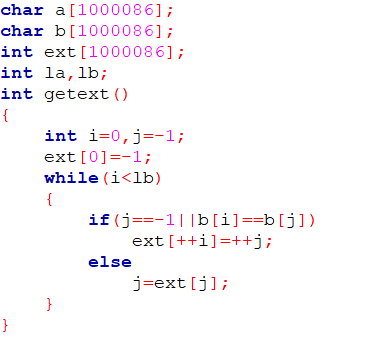 char a[1000086];
char b[1000086];
int ext[1000086];
int la,lb;
int getext()
{
    int i=0,j=-1;
    ext[0]=-1;
    while(i<lb)
    {
        if(j==-1||b[i]==b[j])
            ext[++i]=++j;
        else
            j=ext[j];
    }
}